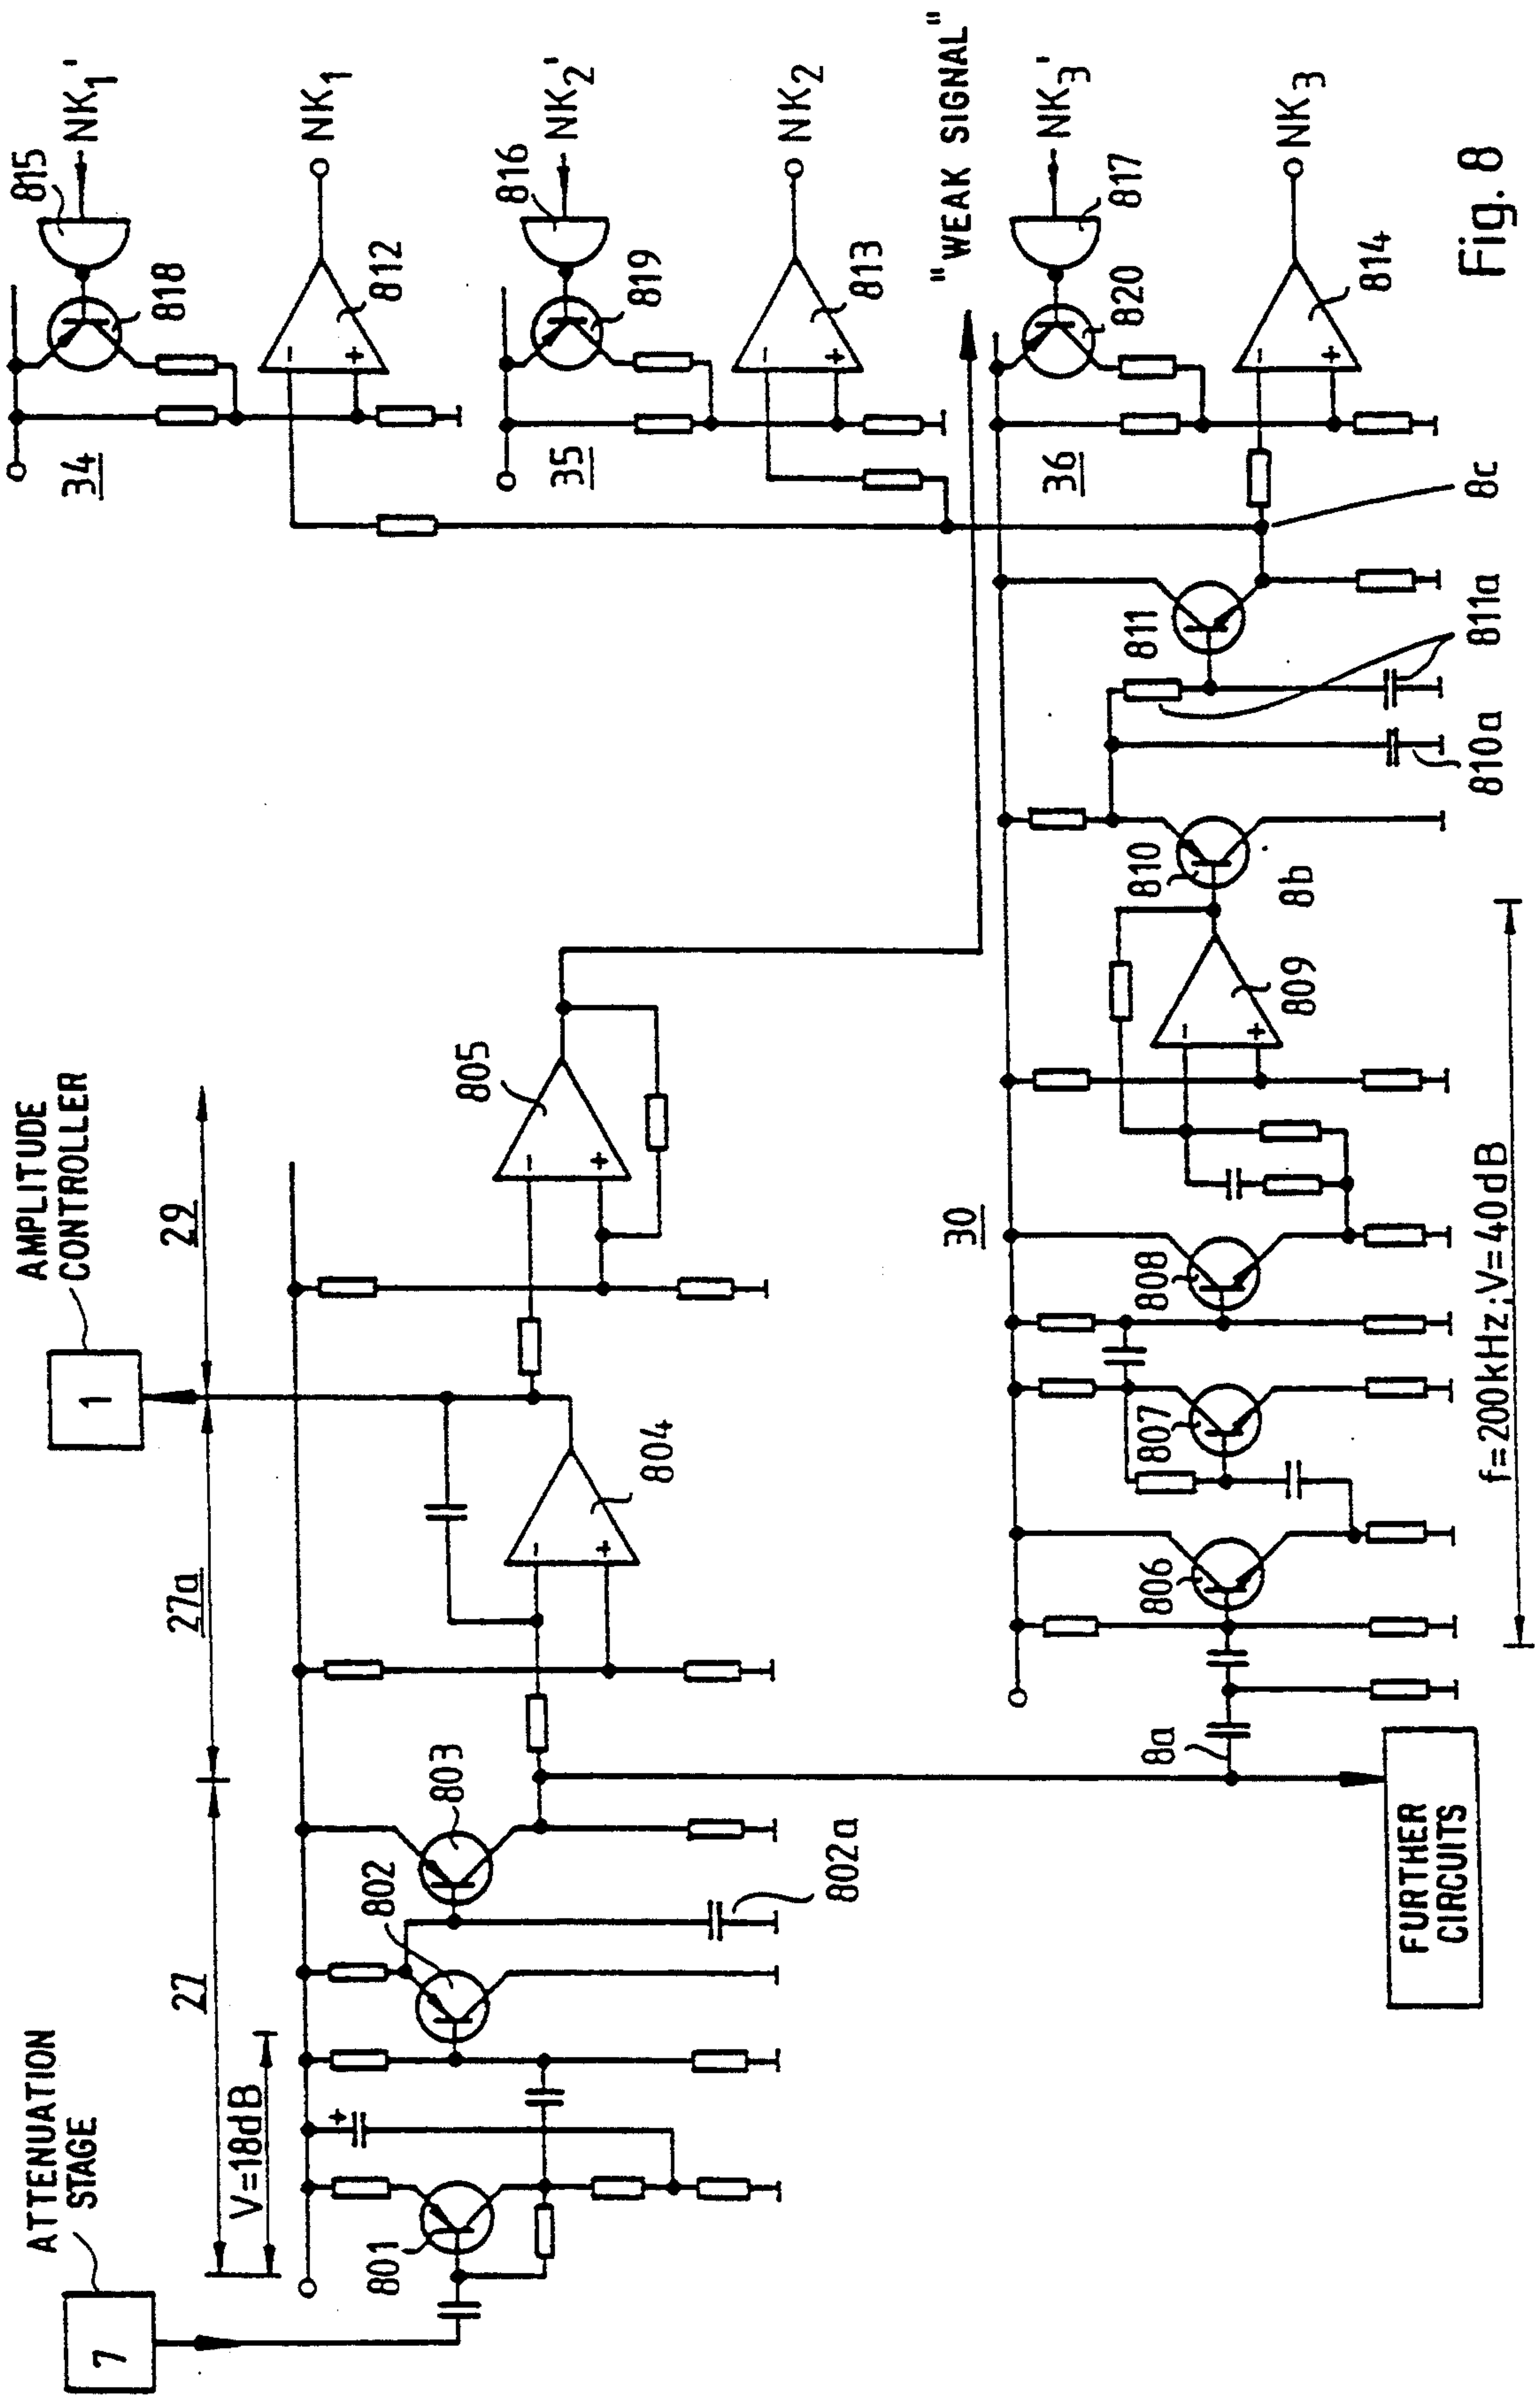 ATTENUATION
STAGE
7
V=18dB
27
27a
29
AMPLITUDE
CONTROLLER
1
801
802
802a
803
804
805
34
815
NK1'
818
NK1
812
35
816
NK2'
819
NK2
813
"WEAK SIGNAL"
36
817
NK3'
820
NK3
814
30
8a
806
807
808
809
8b
810
810a
811
811a
8c
f=200kHz;V=40dB
FURTHER
CIRCUITS
- + - + - + - + - + - +
+
Fig. 8